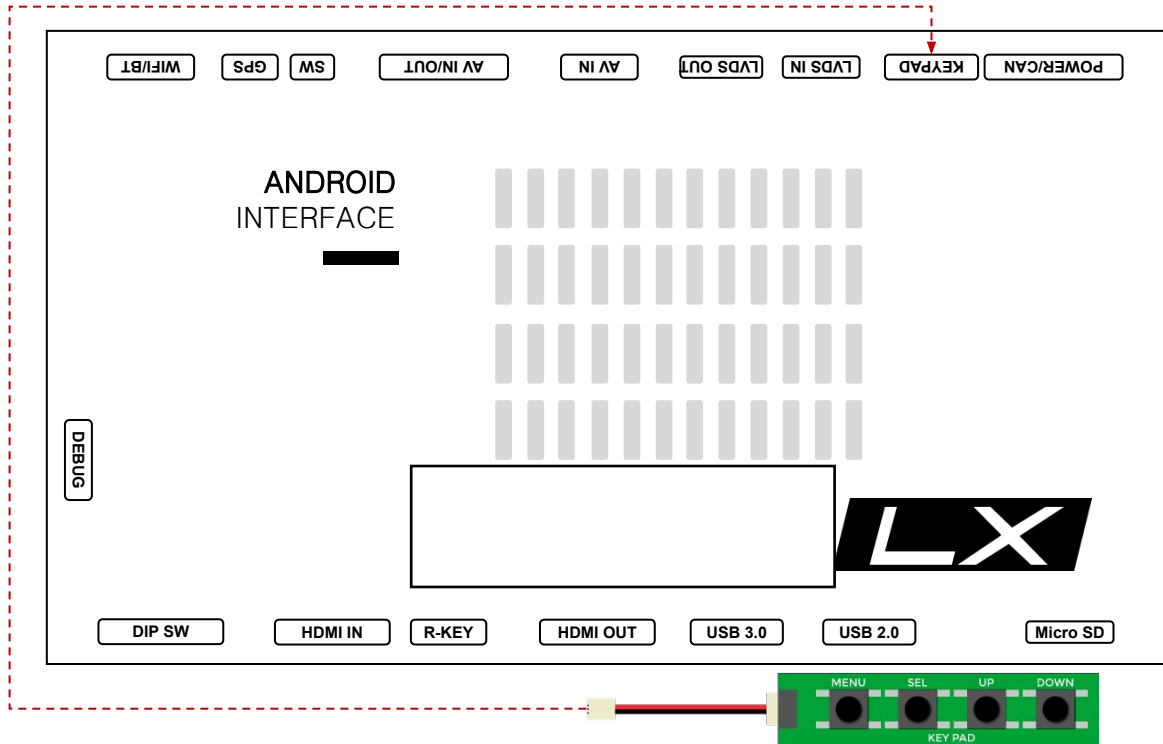 WIFI/BT
GPS
SW
AV IN/OUT
AV IN
LVDS OUT
LVDS IN
KEYPAD
POWER/CAN
ANDROID
INTERFACE
DEBUG
LX
DIP SW
HDMI IN
R-KEY
HDMI OUT
USB 3.0
USB 2.0
Micro SD
MENU
SEL
UP
DOWN
KEY PAD